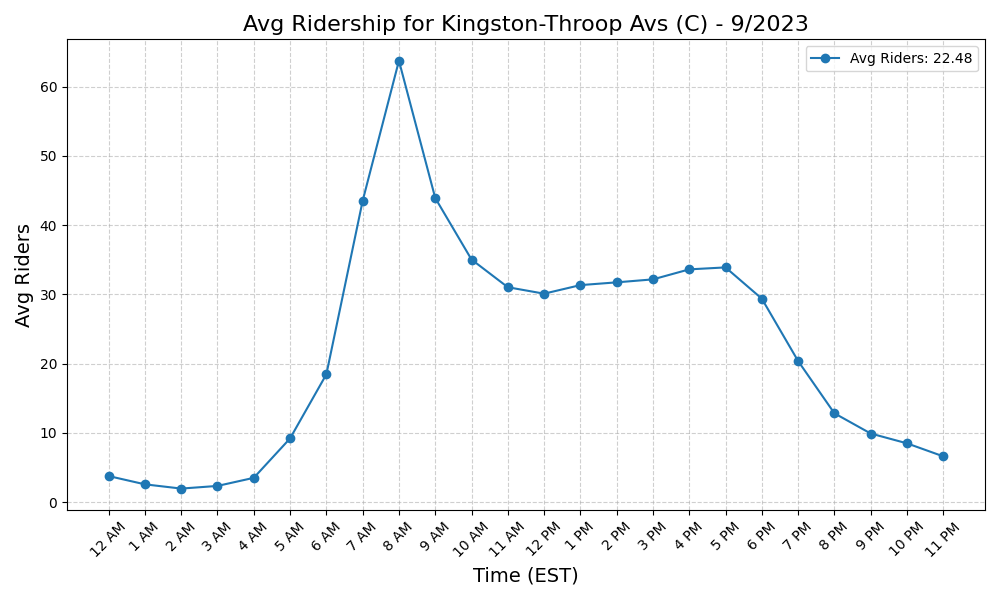 Avg Ridership for Kingston-Throop Avs (C) - 9/2023
Avg Riders: 22.48
Avg Riders
60
50
40
30
20
10
0
12 AM
1 AM
2 AM
3 AM
4 AM
5 AM
6 AM
7 AM
8 AM
9 AM
10 AM
11 AM
12 PM
1 PM
2 PM
3 PM
4 PM
5 PM
6 PM
7 PM
8 PM
9 PM
10 PM
11 PM
Time (EST)